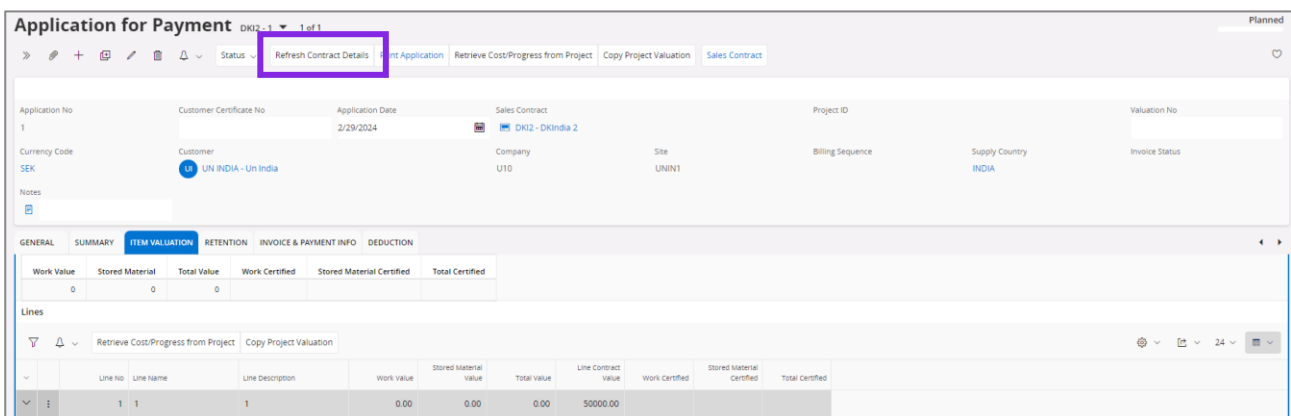 Application for Payment DKI2 - 1 1 of 1 Planned
Status Refresh Contract Details Print Application Retrieve Cost/Progress from Project Copy Project Valuation Sales Contract
Application No Customer Certificate No Application Date Sales Contract Project ID Valuation No
1 2/29/2024 DKI2 - DKIndia 2
Currency Code Customer Company Site Billing Sequence Supply Country Invoice Status
SEK UI UN INDIA - Un India U10 UNIN1 INDIA
Notes
GENERAL SUMMARY ITEM VALUATION RETENTION INVOICE & PAYMENT INFO DEDUCTION
Work Value Stored Material Total Value Work Certified Stored Material Certified Total Certified
0 0 0
Lines
Retrieve Cost/Progress from Project Copy Project Valuation 24
Line No Line Name Line Description Work Value Stored Material Value Total Value Line Contract Value Work Certified Stored Material Certified Total Certified
1 1 1 0.00 0.00 0.00 50000.00